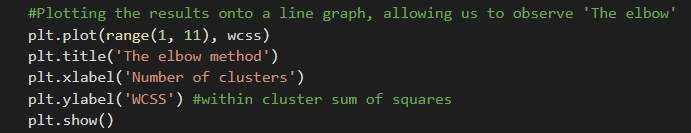 #Plotting the results onto a line graph, allowing us to observe 'The elbow'
plt.plot(range(1, 11), wcss)
plt.title('The elbow method')
plt.xlabel('Number of clusters')
plt.ylabel('WCSS') #within cluster sum of squares
plt.show()